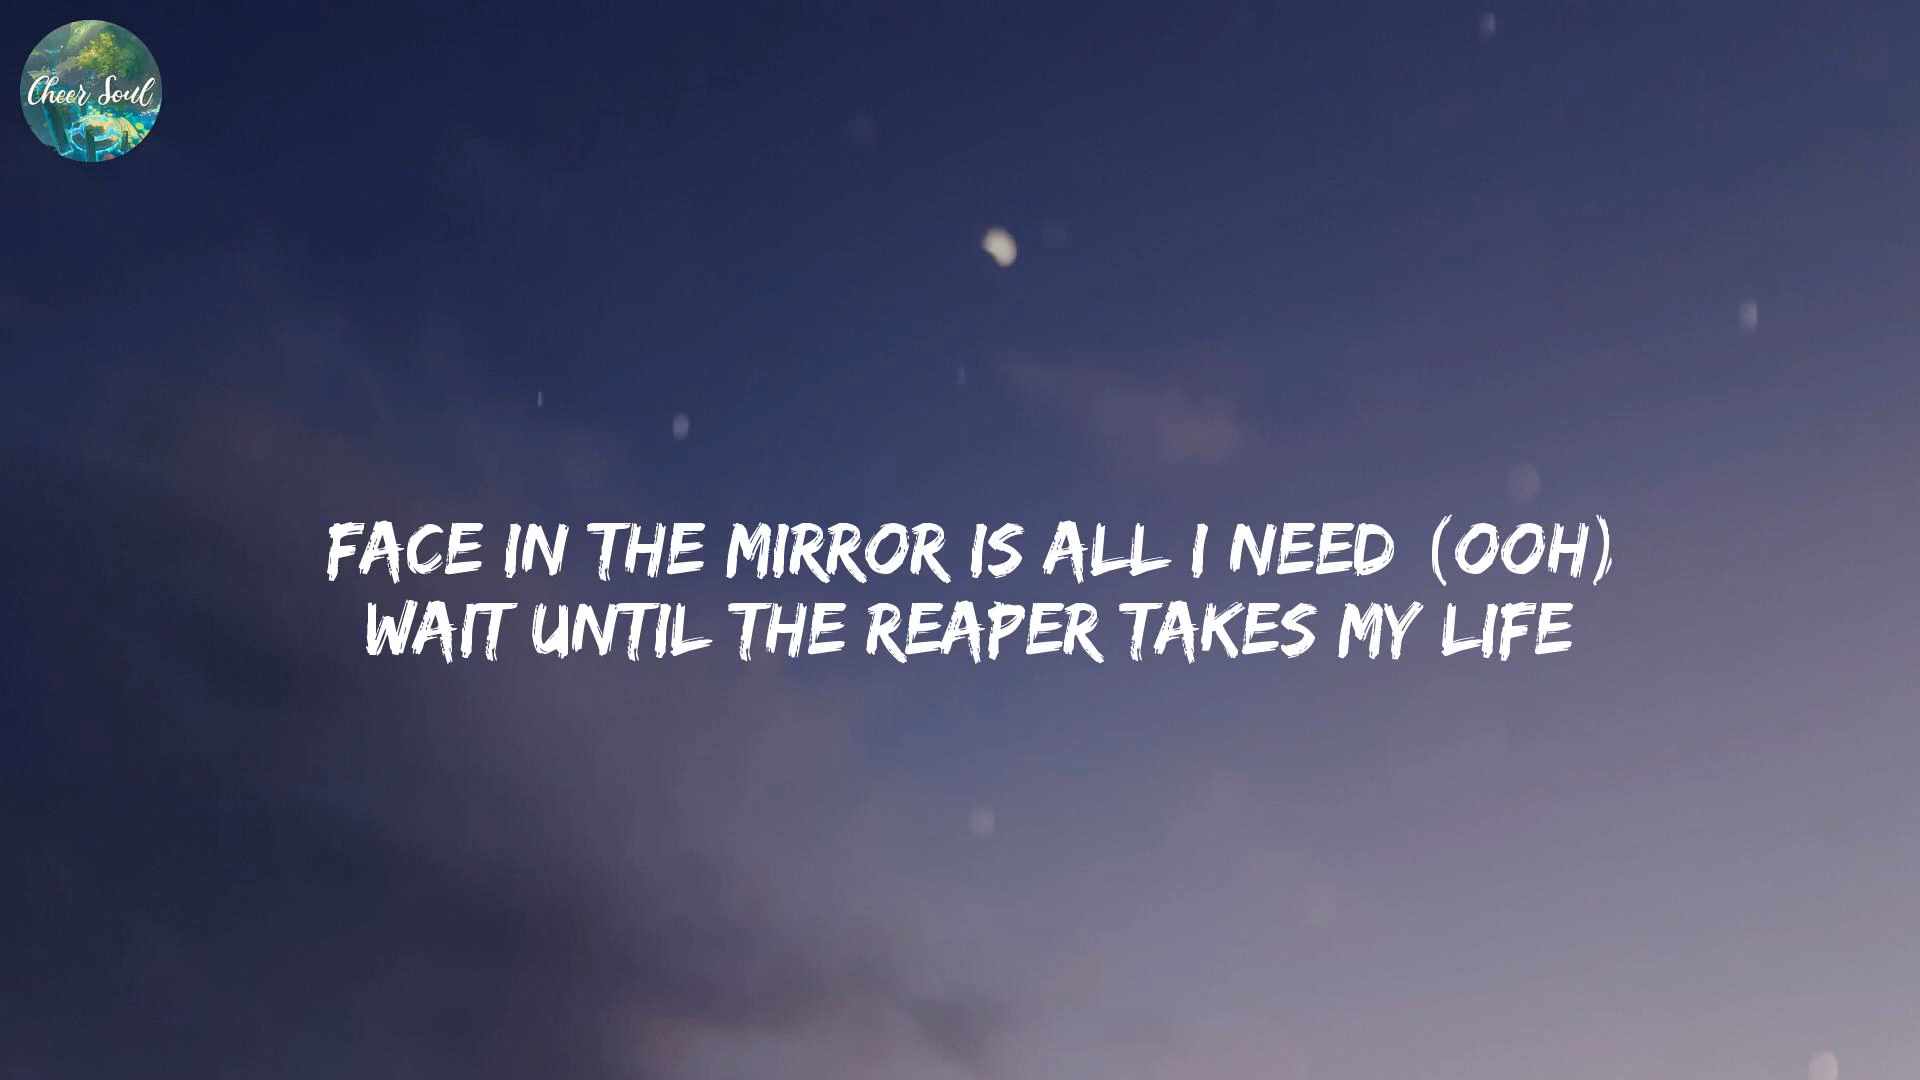 Cheer Soul
FACE IN THE MIRROR IS ALL I NEED (OOH)
WAIT UNTIL THE REAPER TAKES MY LIFE